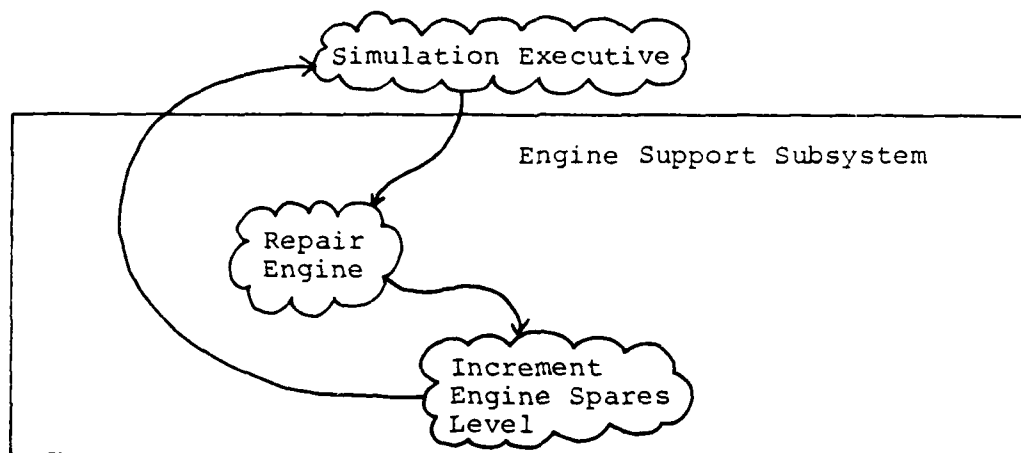 Simulation Executive
Engine Support Subsystem
Repair
Engine
Increment
Engine Spares
Level